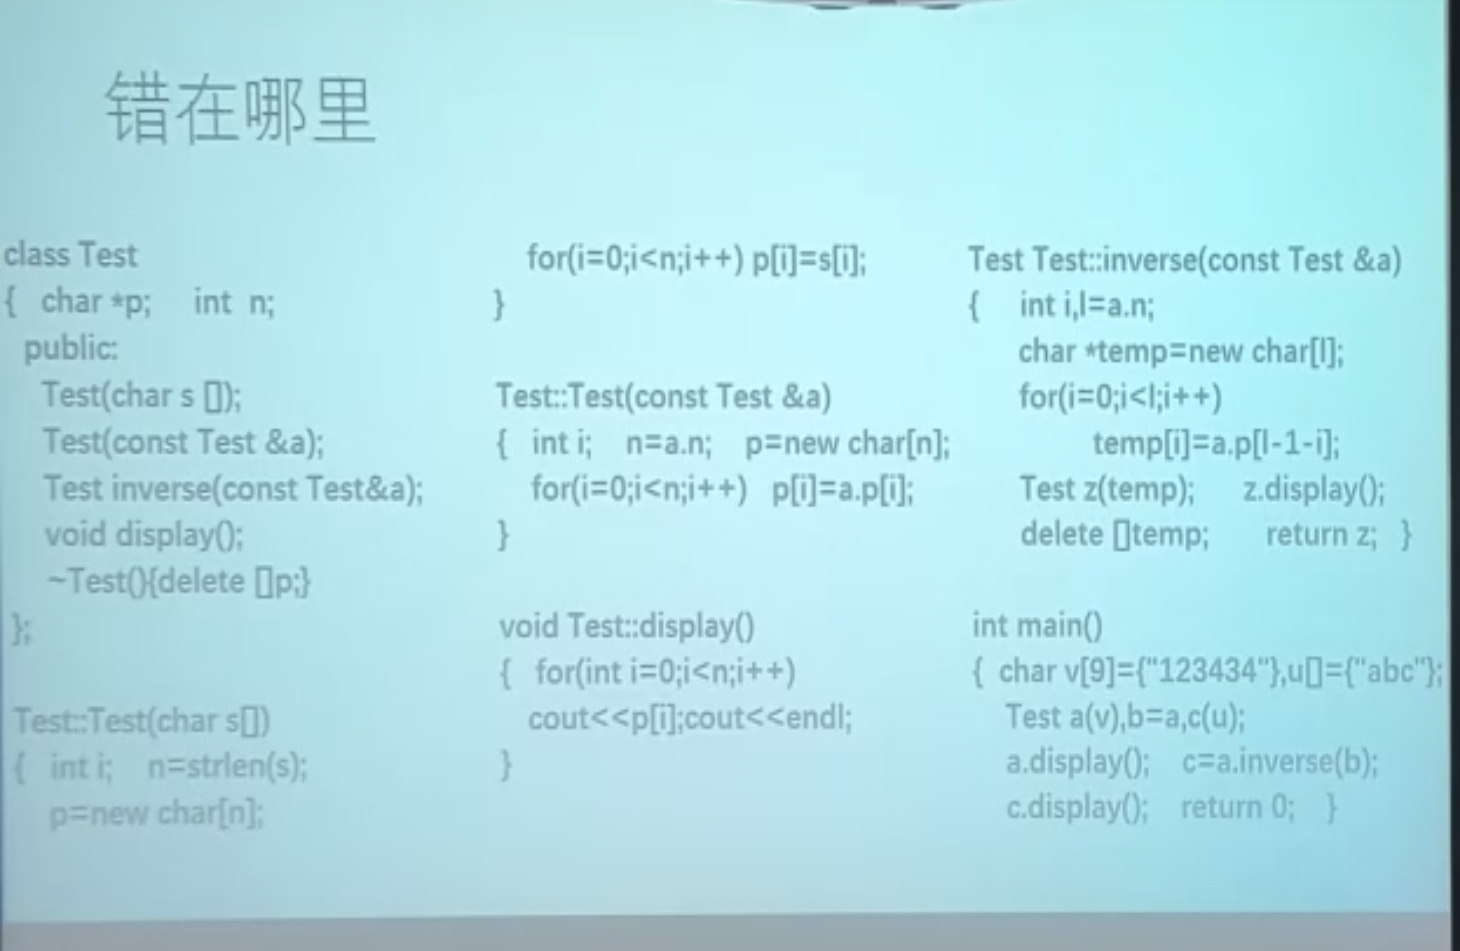 错在哪里
class Test
{ char *p; int n;
public:
Test(char s []);
Test(const Test &a);
Test inverse(const Test&a);
void display();
~Test(){delete []p;}
};
Test::Test(char s[])
{ int i; n=strlen(s);
p=new char[n];
for(i=0;i<n;i++) p[i]=s[i];
}
Test::Test(const Test &a)
{ int i; n=a.n; p=new char[n];
for(i=0;i<n;i++) p[i]=a.p[i];
}
void Test::display()
{ for(int i=0;i<n;i++)
cout<<p[i];cout<<endl;
}
Test Test::inverse(const Test &a)
{ int i,l=a.n;
char *temp=new char[l];
for(i=0;i<l;i++)
temp[i]=a.p[l-1-i];
Test z(temp); z.display();
delete []temp; return z; }
int main()
{ char v[9]={"123434"},u[]={"abc"};
Test a(v),b=a,c(u);
a.display(); c=a.inverse(b);
c.display(); return 0; }